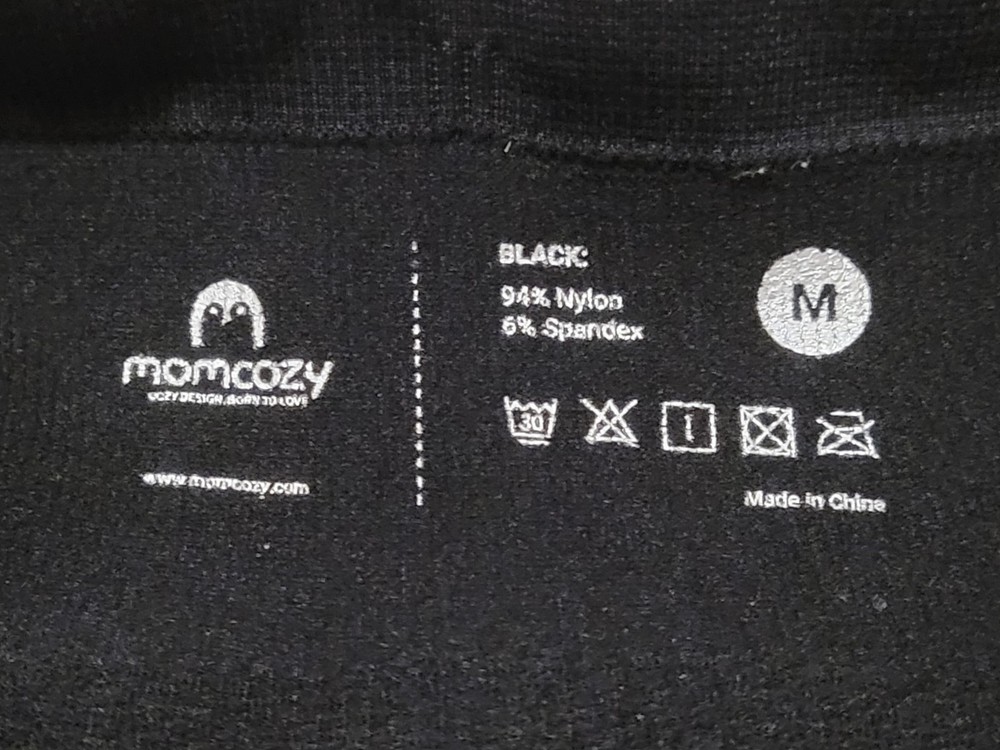 momcozy
COZY DESIGN, BORN TO LOVE
www.momcozy.com
BLACK:
94% Nylon
6% Spandex
M
30
Made in China